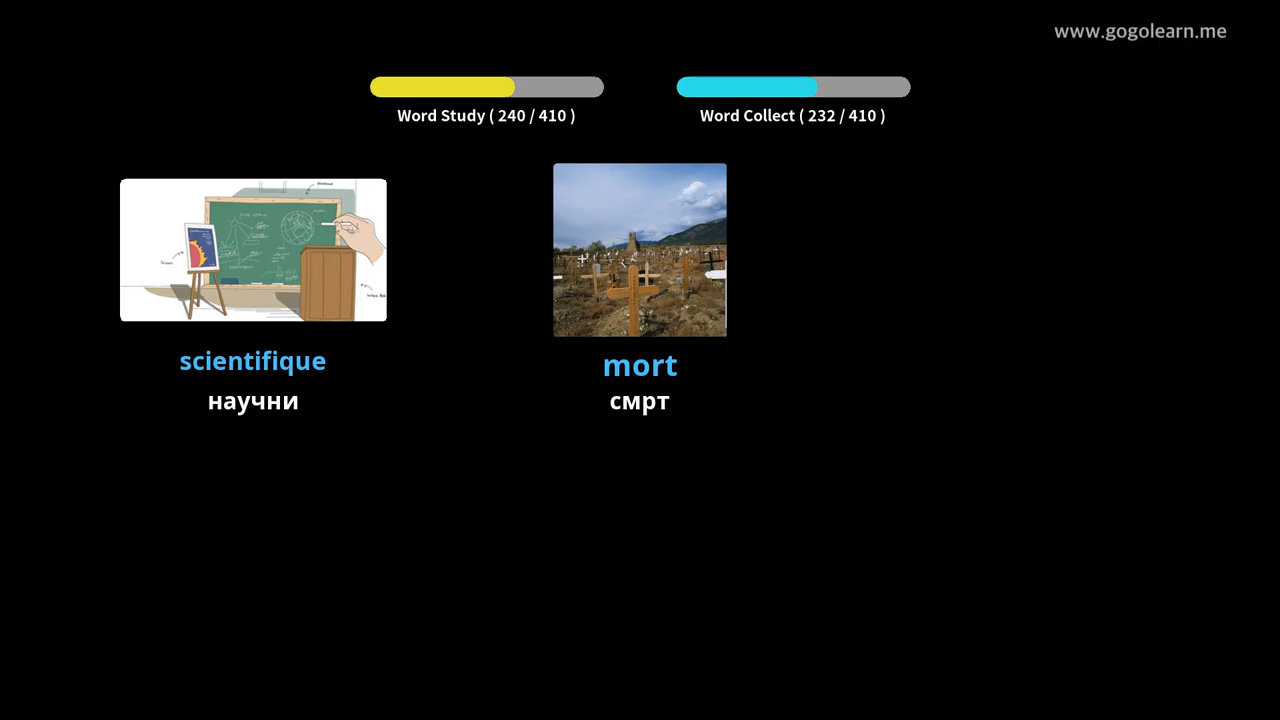 www.gogolearn.me
Word Study ( 240 / 410 )
Word Collect ( 232 / 410 )
scientifique
mort
научни
смрт